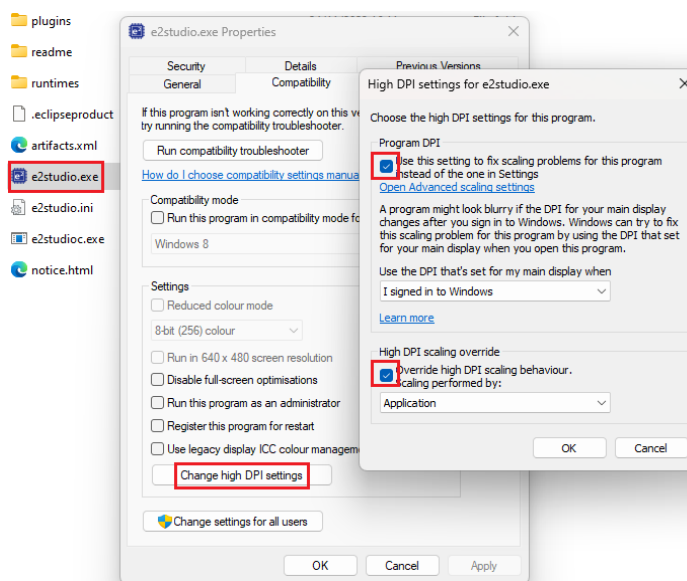 plugins
readme
runtimes
.eclipseproduct
artifacts.xml
e2studio.exe
e2studio.ini
e2studioc.exe
notice.html
e2studio.exe Properties
Security Details Previous Versions
General Compatibility
If this program isn't working correctly on this ve
try running the compatibility troubleshooter.
Run compatibility troubleshooter
How do I choose compatibility settings manua
Compatibility mode
Run this program in compatibility mode fo
Windows 8
Settings
Reduced colour mode
8-bit (256) colour
Run in 640 x 480 screen resolution
Disable full-screen optimisations
Run this program as an administrator
Register this program for restart
Use legacy display ICC colour managem
Change high DPI settings
Change settings for all users
OK Cancel Apply
High DPI settings for e2studio.exe
Choose the high DPI settings for this program.
Program DPI
Use this setting to fix scaling problems for this program
instead of the one in Settings
Open Advanced scaling settings
A program might look blurry if the DPI for your main display
changes after you sign in to Windows. Windows can try to fix
this scaling problem for this program by using the DPI that set
for your main display when you open this program.
Use the DPI that's set for my main display when
I signed in to Windows
Learn more
High DPI scaling override
Override high DPI scaling behaviour.
Scaling performed by:
Application
OK Cancel